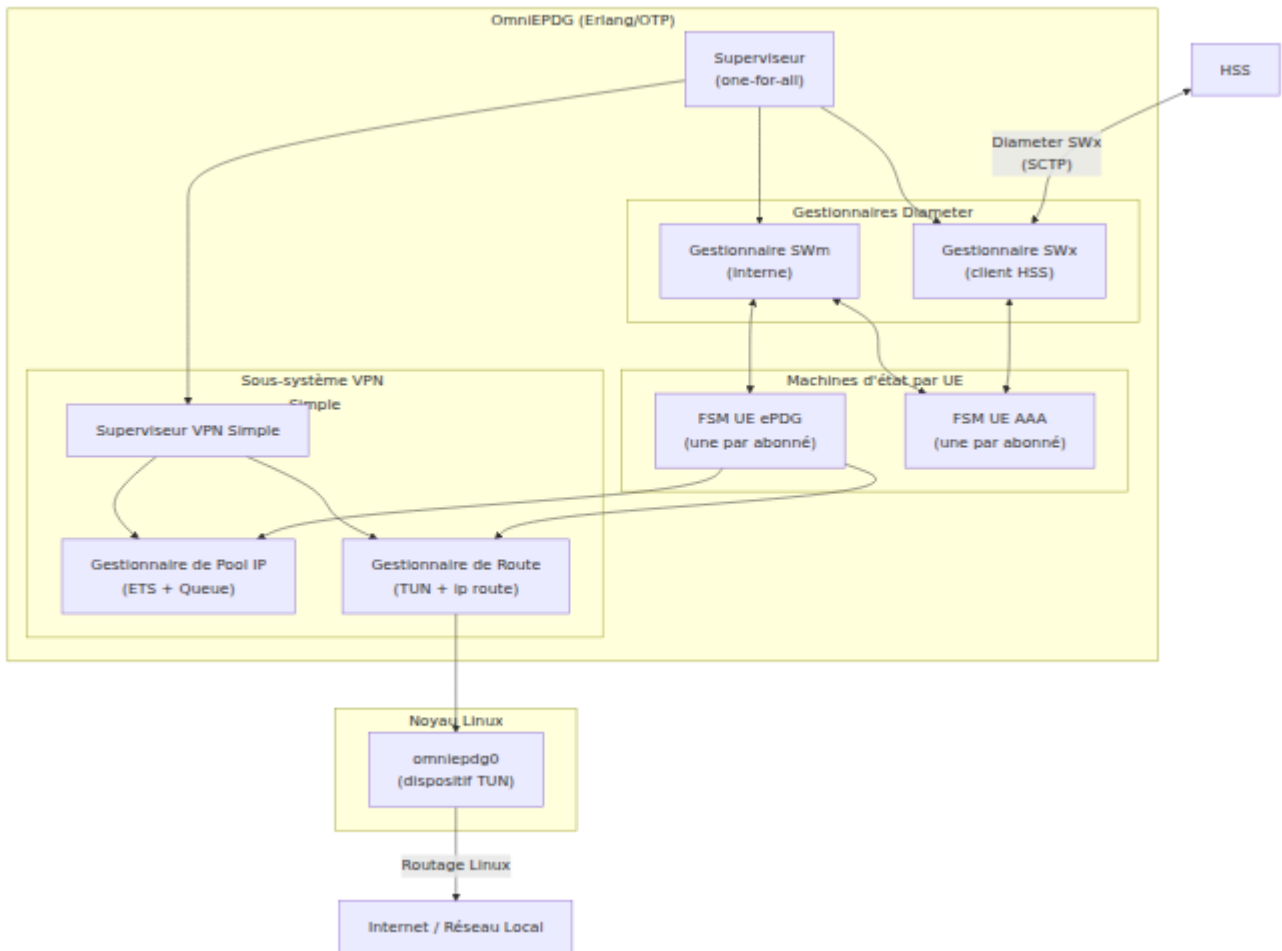 OmniEPDG (Erlang/OTP)
Superviseur
(one-for-all)
HSS
Diameter SWx
(SCTP)
Gestionnaires Diameter
Gestionnaire SWm
(interne)
Gestionnaire SWx
(client HSS)
Sous-système VPN
Simple
Machines d'état par UE
Superviseur VPN Simple
FSM UE ePDG
(une par abonné)
FSM UE AAA
(une par abonné)
Gestionnaire de Pool IP
(ETS + Queue)
Gestionnaire de Route
(TUN + ip route)
Noyau Linux
omniepdg0
(dispositif TUN)
Routage Linux
Internet / Réseau Local